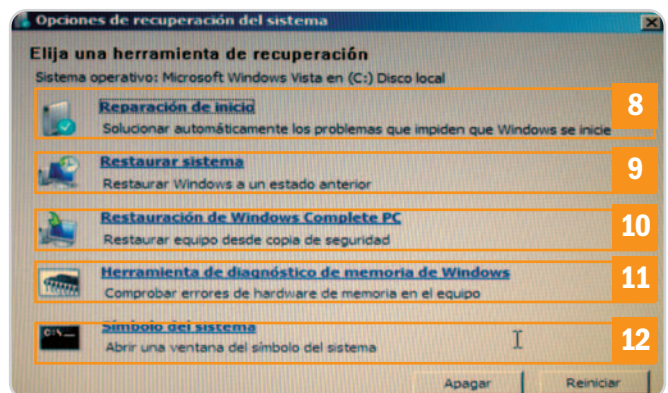 Opciones de recuperación del sistema
Elija una herramienta de recuperación
Sistema operativo: Microsoft Windows Vista en (C:) Disco local
Reparación de inicio
8
Solucionar automáticamente los problemas que impiden que Windows se inicie
Restaurar sistema
9
Restaurar Windows a un estado anterior
Restauración de Windows Complete PC
10
Restaurar equipo desde copia de seguridad
Herramienta de diagnóstico de memoria de Windows
11
Comprobar errores de hardware de memoria en el equipo
C:\
Símbolo del sistema
12
Abrir una ventana del símbolo del sistema
Apagar
Reiniciar